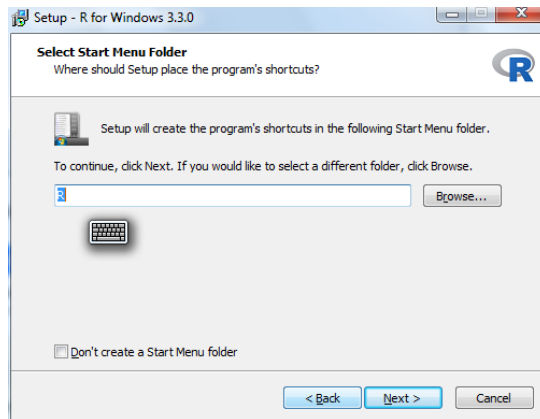 Setup - R for Windows 3.3.0
Select Start Menu Folder
Where should Setup place the program's shortcuts?
R
Setup will create the program's shortcuts in the following Start Menu folder.
To continue, click Next. If you would like to select a different folder, click Browse.
R
Browse...
Don't create a Start Menu folder
< Back
Next >
Cancel